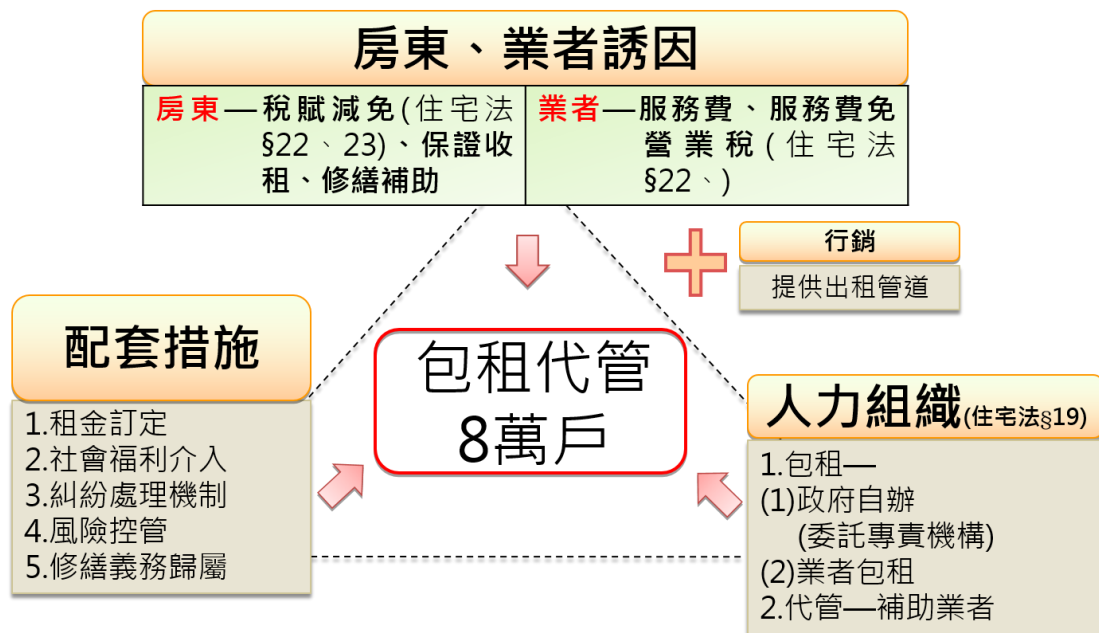 房東、業者誘因
房東—稅賦減免(住宅法
§22、23)、保證收
租、修繕補助
業者—服務費、服務費免
營業稅(住宅法
§22、)
行銷
提供出租管道
配套措施
1.租金訂定
2.社會福利介入
3.糾紛處理機制
4.風險控管
5.修繕義務歸屬
包租代管
8萬戶
人力組織(住宅法§19)
1.包租—
(1)政府自辦
(委託專責機構)
(2)業者包租
2.代管—補助業者